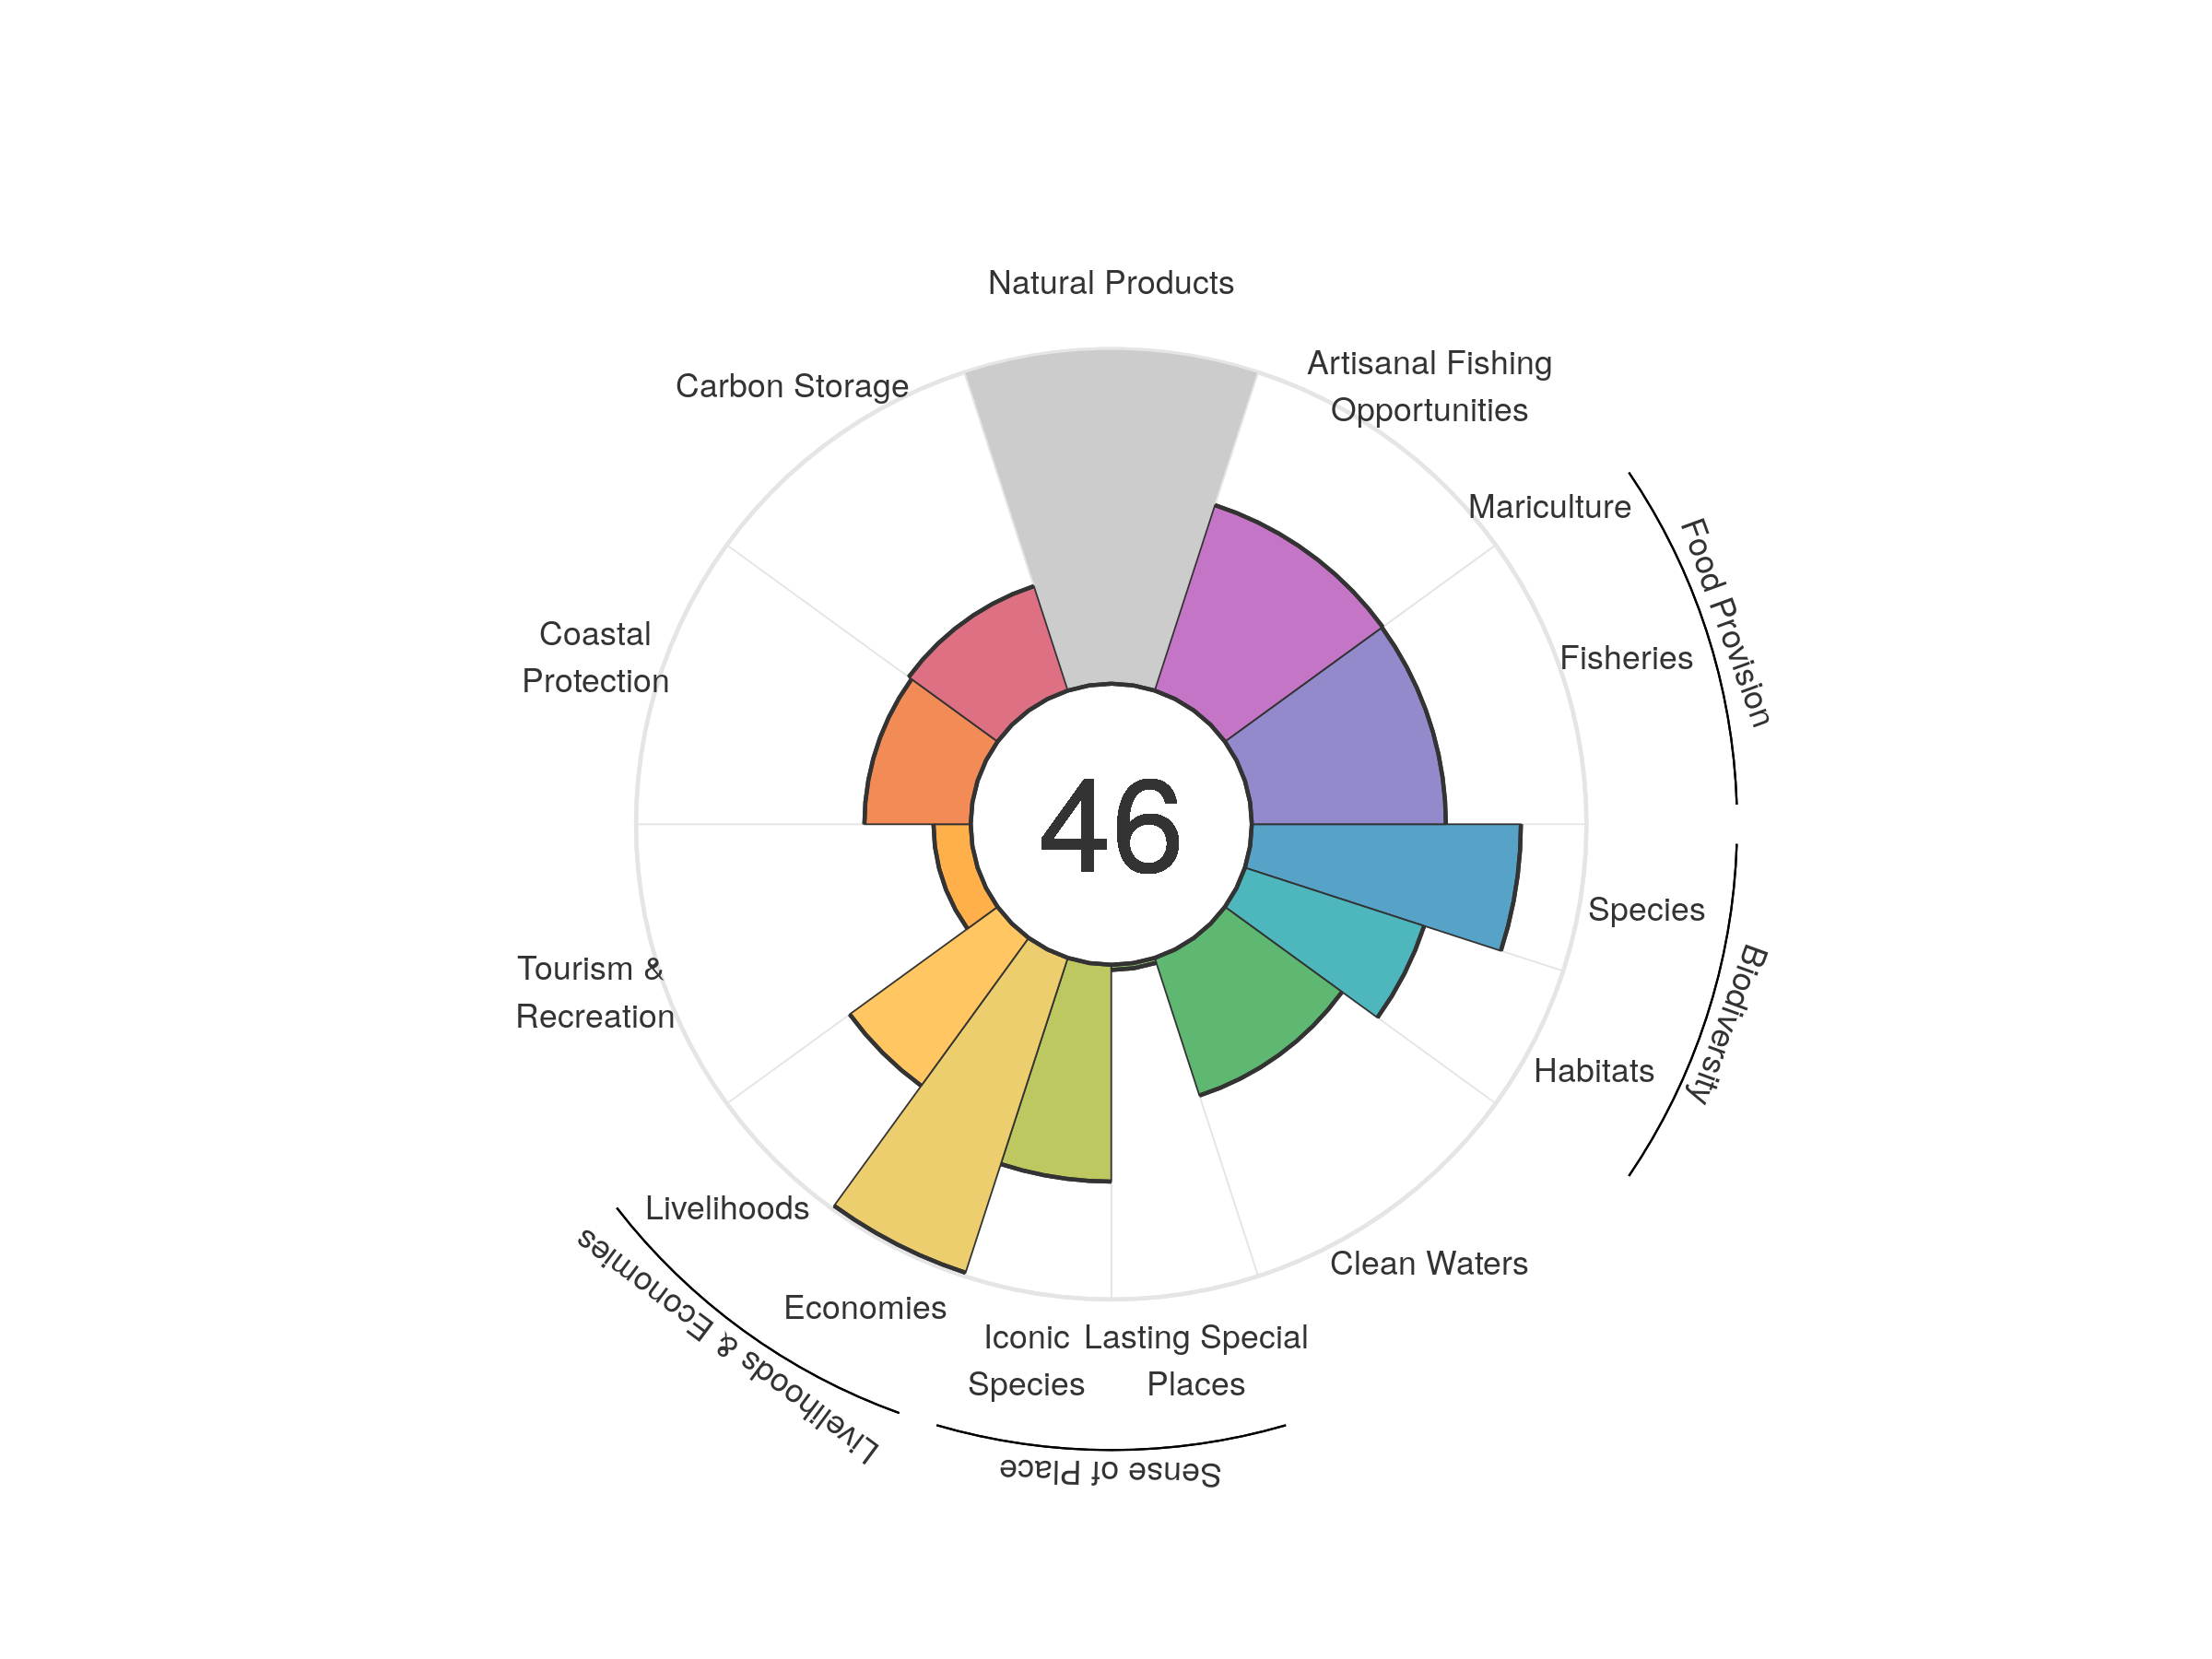 Natural Products
Artisanal Fishing
Opportunities
Carbon Storage
Mariculture
Food Provision
Coastal
Protection
Fisheries
46
Species
Biodiversity
Tourism &
Recreation
Habitats
Livelihoods
Clean Waters
Livelihoods & Economies
Economies
Iconic
Species
Lasting Special
Places
Sense of Place